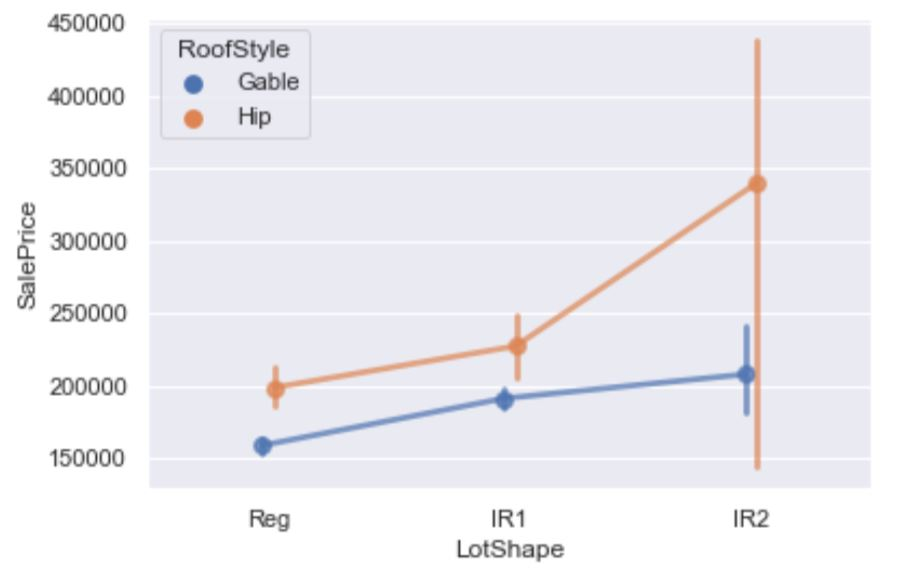 450000
400000
350000
300000
250000
200000
150000
SalePrice
RoofStyle
Gable
Hip
Reg IR1 IR2
LotShape